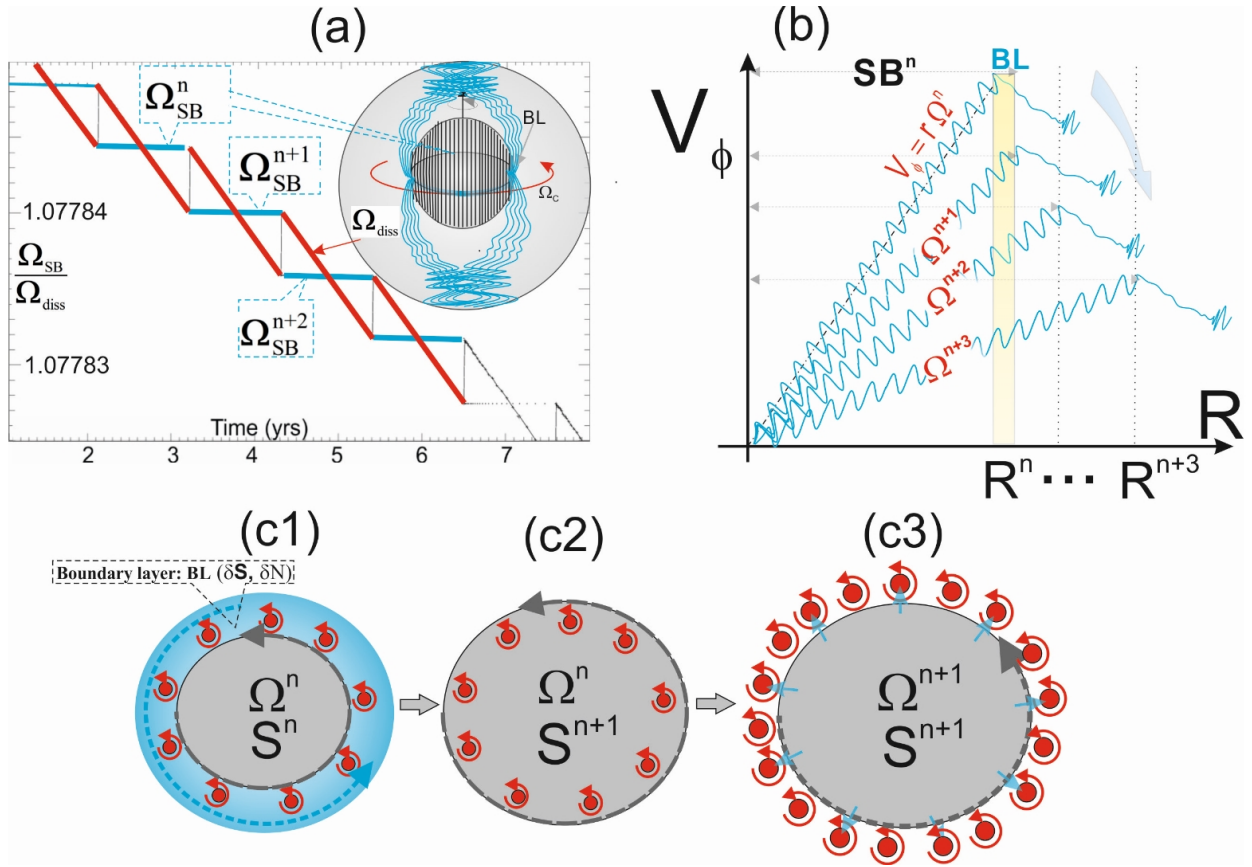 (a)
Ω^n_SB
BL
Ω^{n+1}_SB
Ω_c
1.07784
Ω_diss
Ω_SB
Ω_diss
Ω^{n+2}_SB
1.07783
Time (yrs)
2 3 4 5 6 7
(b)
SB^n BL
V_ϕ
V_ϕ = r Ω^n
Ω^{n+1}
Ω^{n+2}
Ω^{n+3}
R
R^n ··· R^{n+3}
(c1)
Boundary layer: BL (δS, δN)
Ω^n
S^n
(c2)
Ω^n
S^{n+1}
(c3)
Ω^{n+1}
S^{n+1}